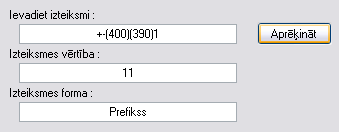 Ievadiet izteiksmi :
+-(400)(390)1
Aprēķināt
Izteiksmes vērtība :
11
Izteiksmes forma :
Prefikss